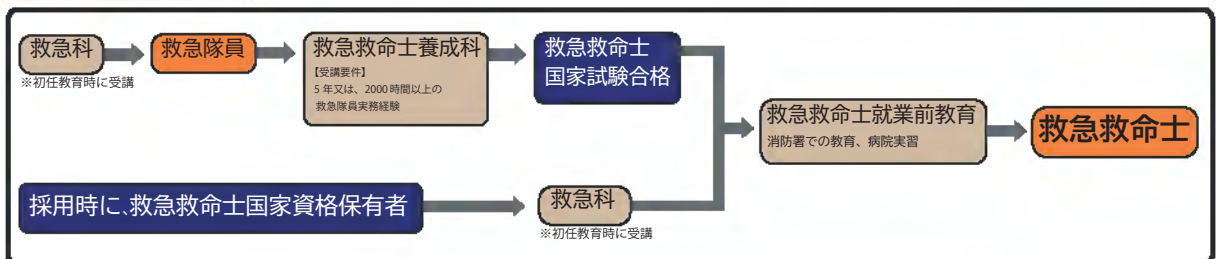 救急科
※初任教育時に受講
救急隊員
救急救命士養成科
【受講要件】
5年又は、2000時間以上の
救急隊員実務経験
救急救命士
国家試験合格
採用時に、救急救命士国家資格保有者
救急科
※初任教育時に受講
救急救命士就業前教育
消防署での教育、病院実習
救急救命士